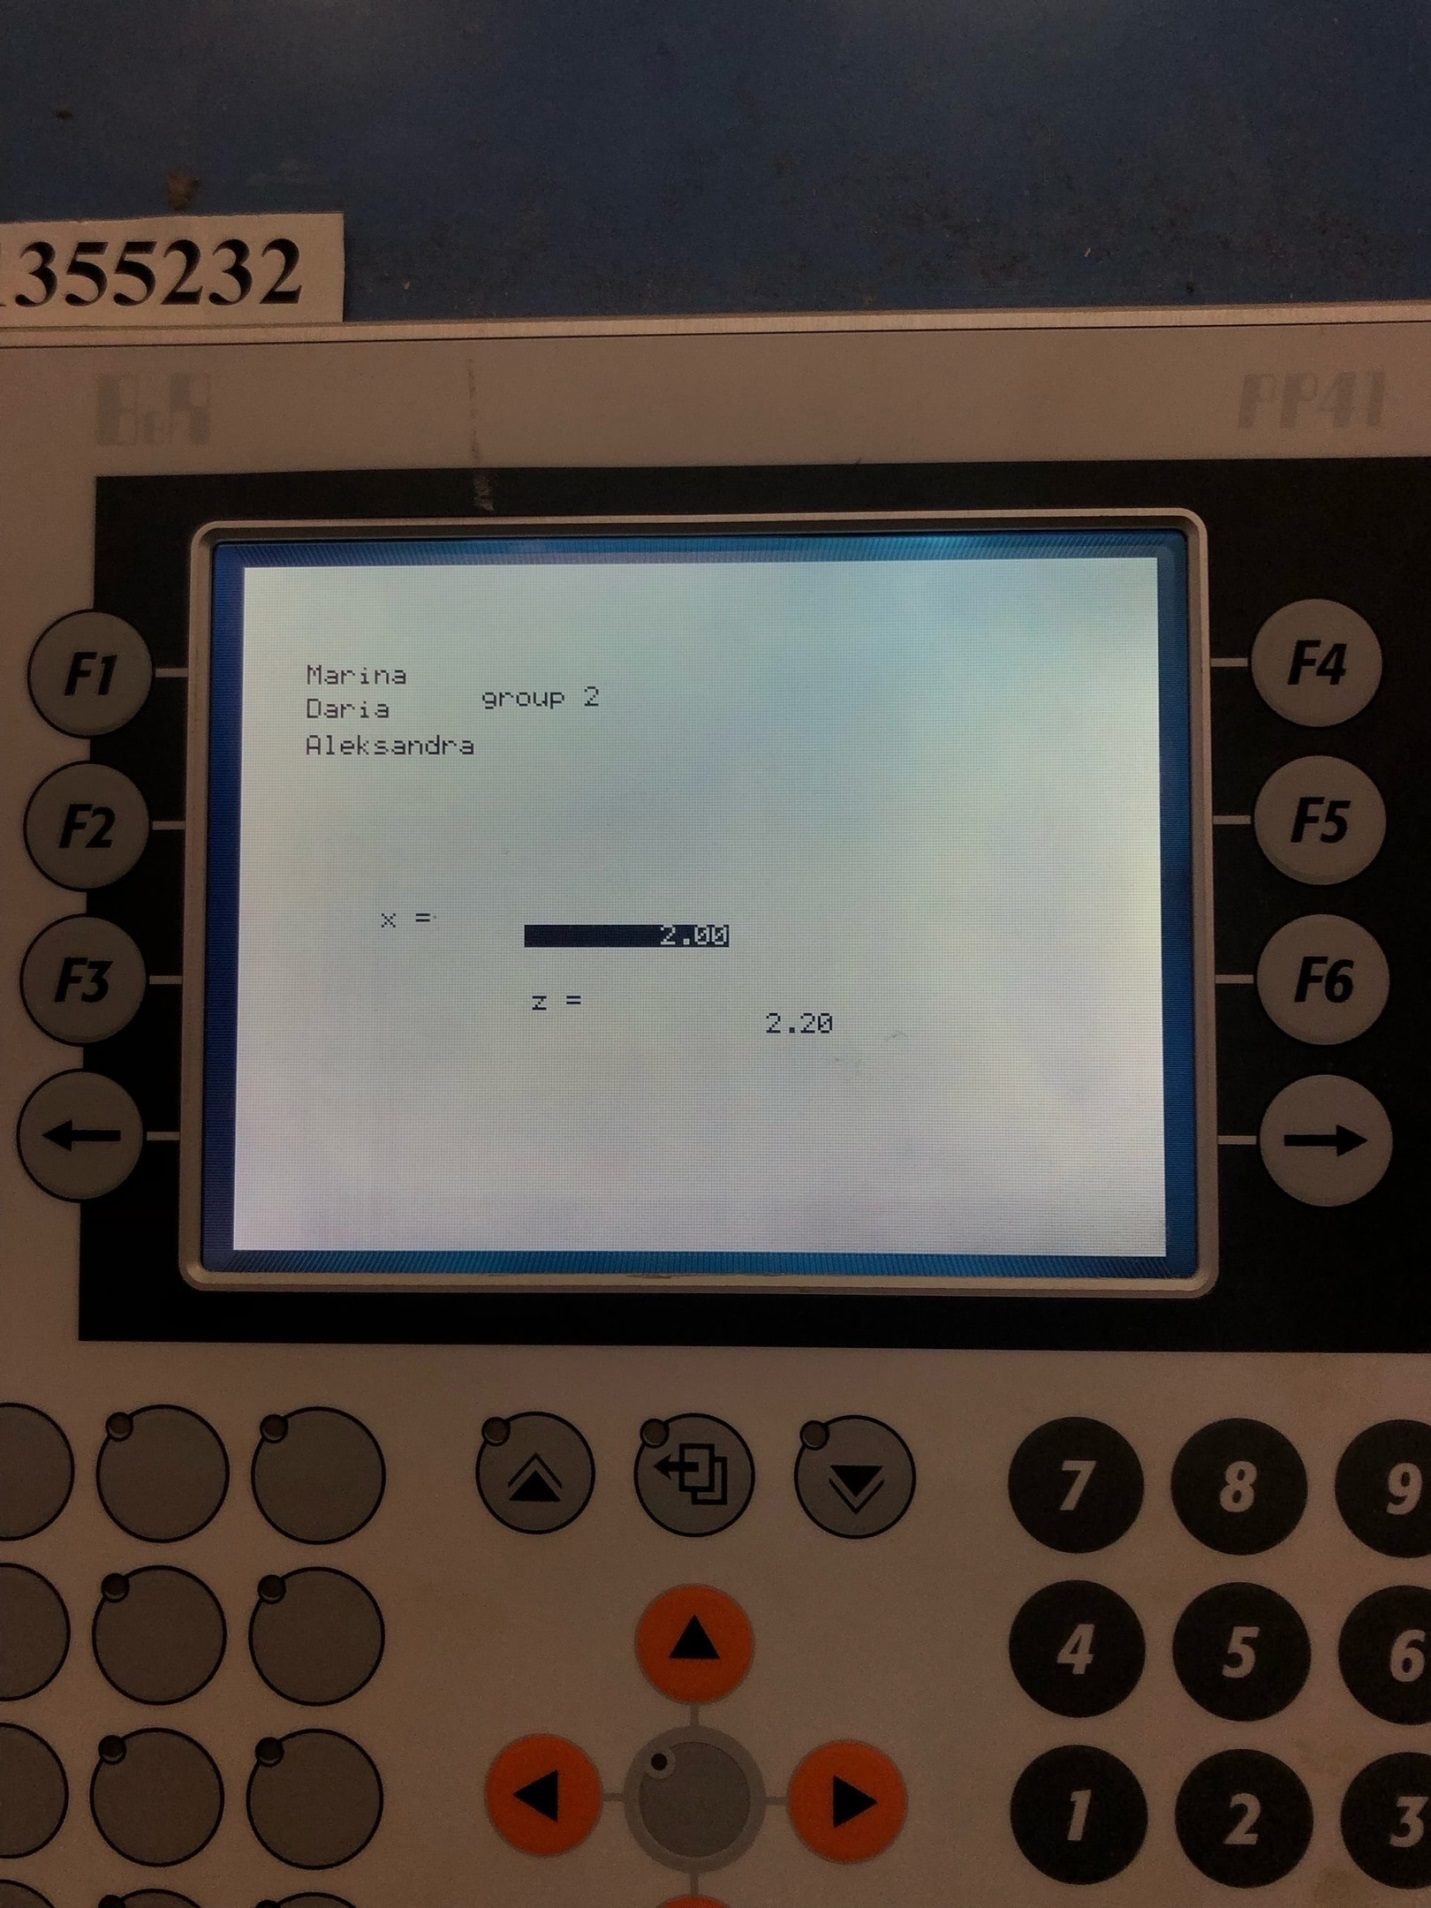 355232
B&R PP41
Marina
Daria group 2
Aleksandra
x =
2.00
z =
2.20
F1 F4
F2 F5
F3 F6
7 8 9
4 5 6
1 2 3